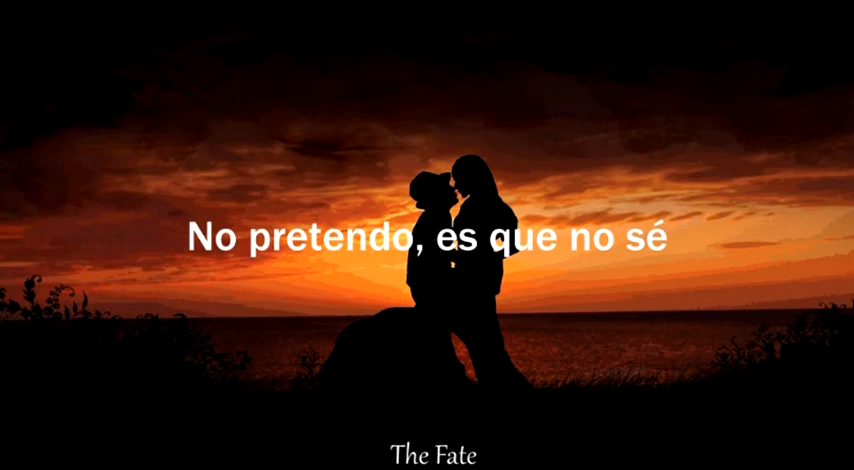 No pretendo, es que no sé
The Fate